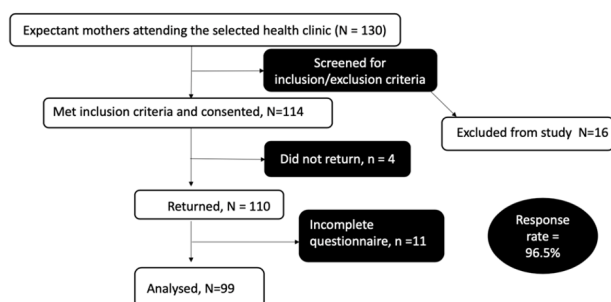 Expectant mothers attending the selected health clinic (N = 130)
Screened for
inclusion/exclusion criteria
Met inclusion criteria and consented, N=114
Excluded from study N=16
Did not return, n = 4
Returned, N = 110
Incomplete
questionnaire, n =11
Response
rate =
96.5%
Analysed, N=99